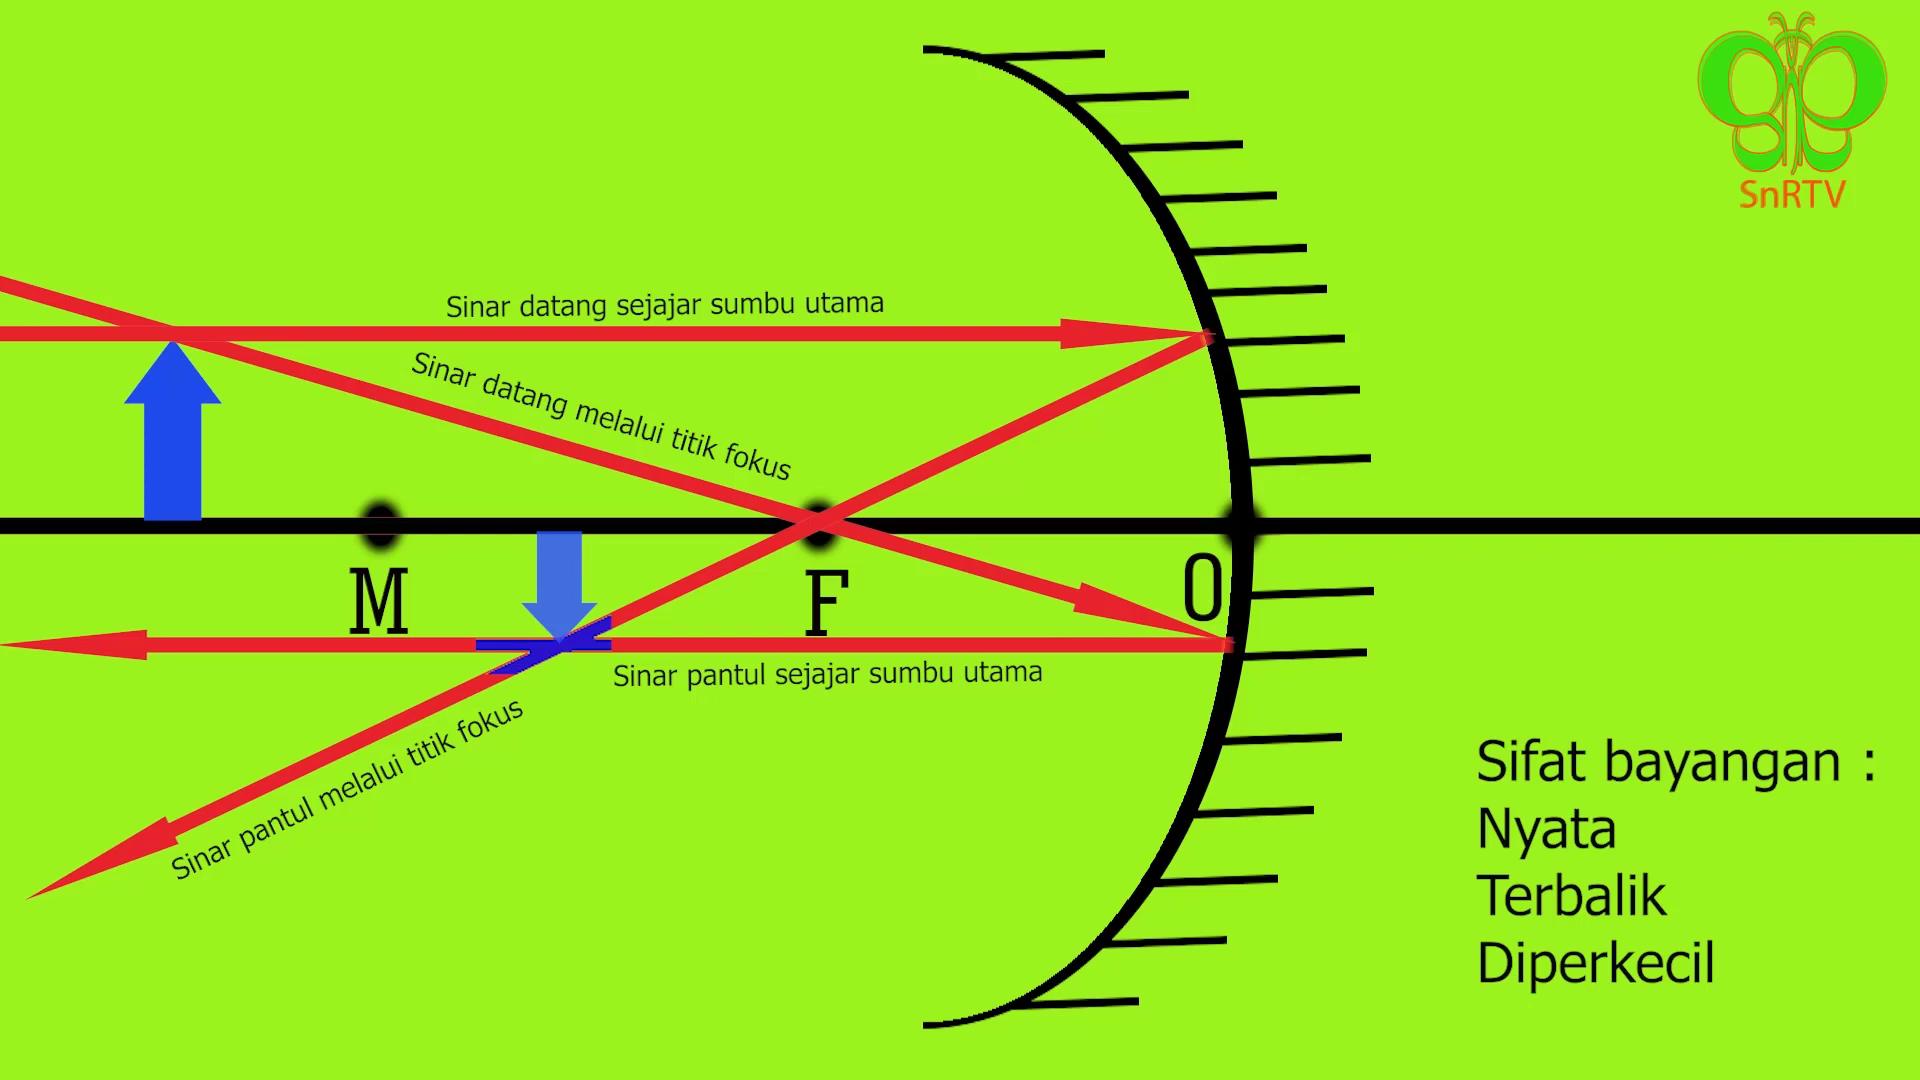 SnRTV
Sinar datang sejajar sumbu utama
Sinar datang melalui titik fokus
M
F
O
Sinar pantul sejajar sumbu utama
Sinar pantul melalui titik fokus
Sifat bayangan :
Nyata
Terbalik
Diperkecil